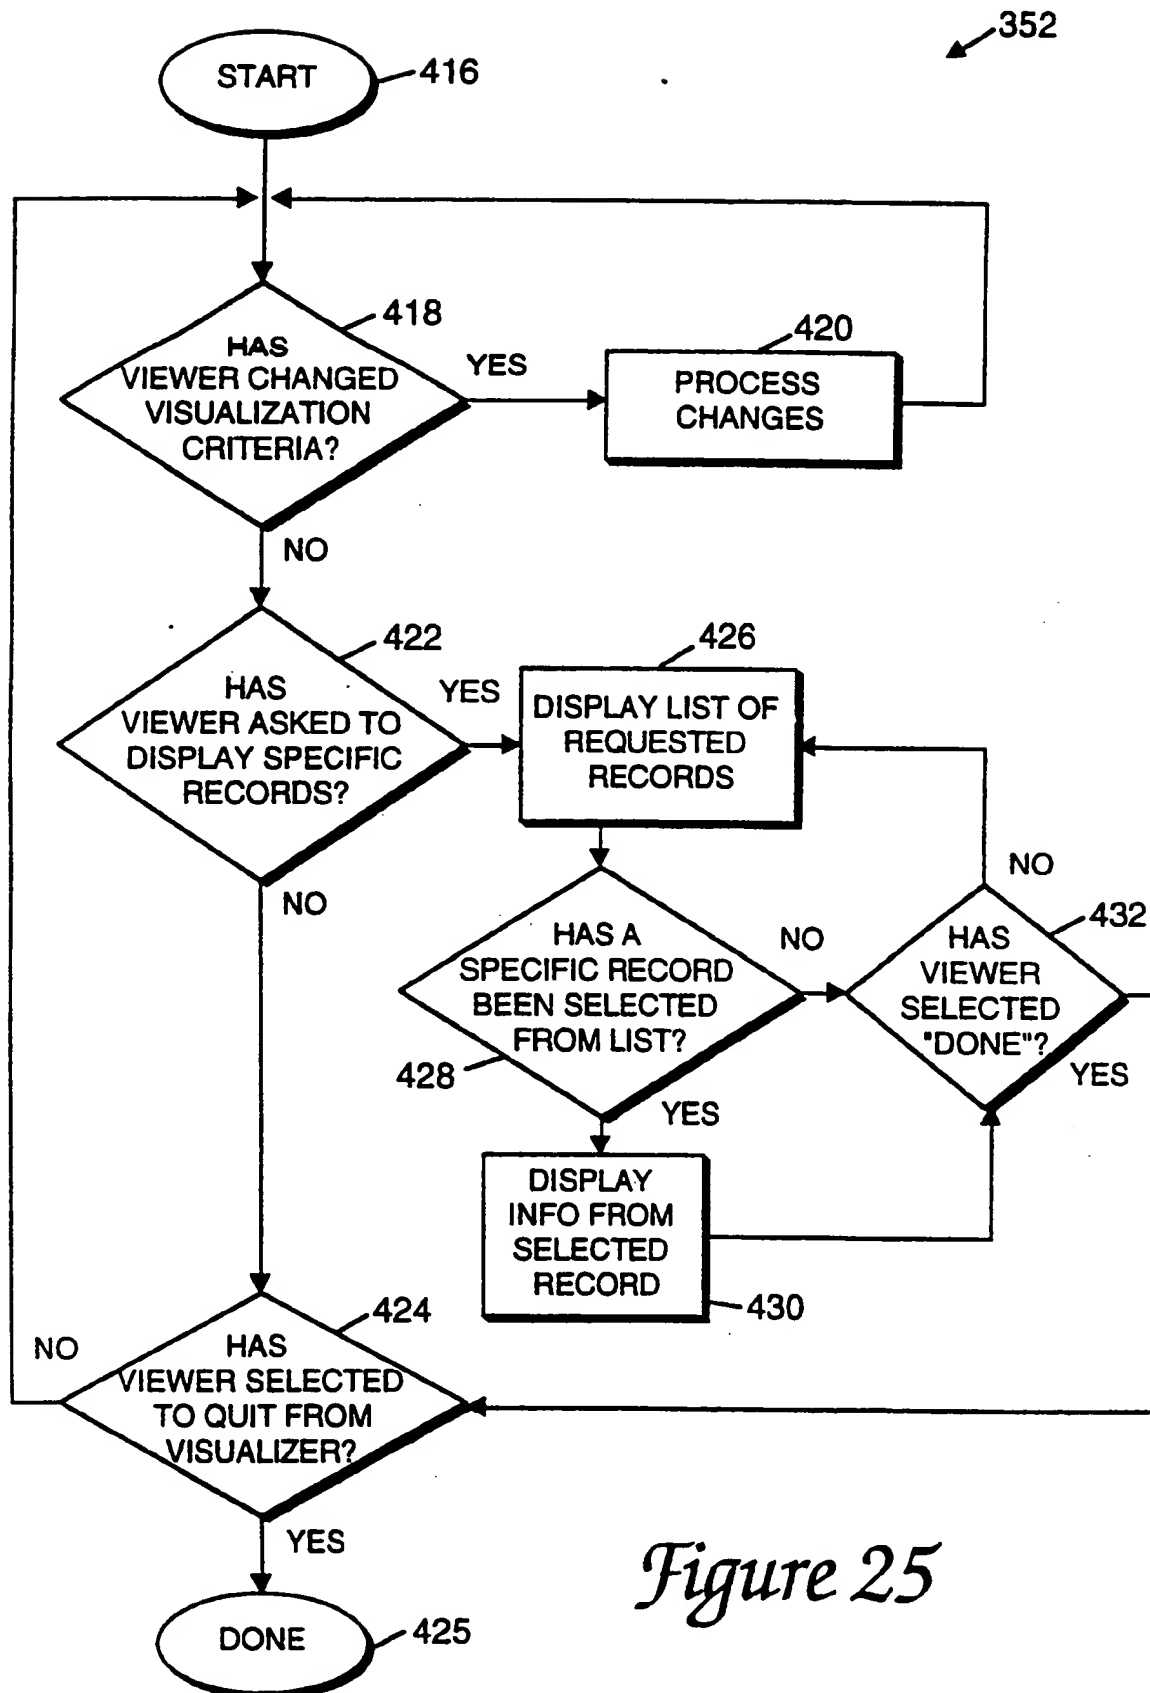 352
START
416
HAS
VIEWER CHANGED
VISUALIZATION
CRITERIA?
418
YES
420
PROCESS
CHANGES
NO
HAS
VIEWER ASKED TO
DISPLAY SPECIFIC
RECORDS?
422
YES
426
DISPLAY LIST OF
REQUESTED
RECORDS
NO
HAS A
SPECIFIC RECORD
BEEN SELECTED
FROM LIST?
428
NO
NO
432
HAS
VIEWER
SELECTED
"DONE"?
YES
YES
DISPLAY
INFO FROM
SELECTED
RECORD
430
424
NO
HAS
VIEWER SELECTED
TO QUIT FROM
VISUALIZER?
YES
DONE
425
Figure 25